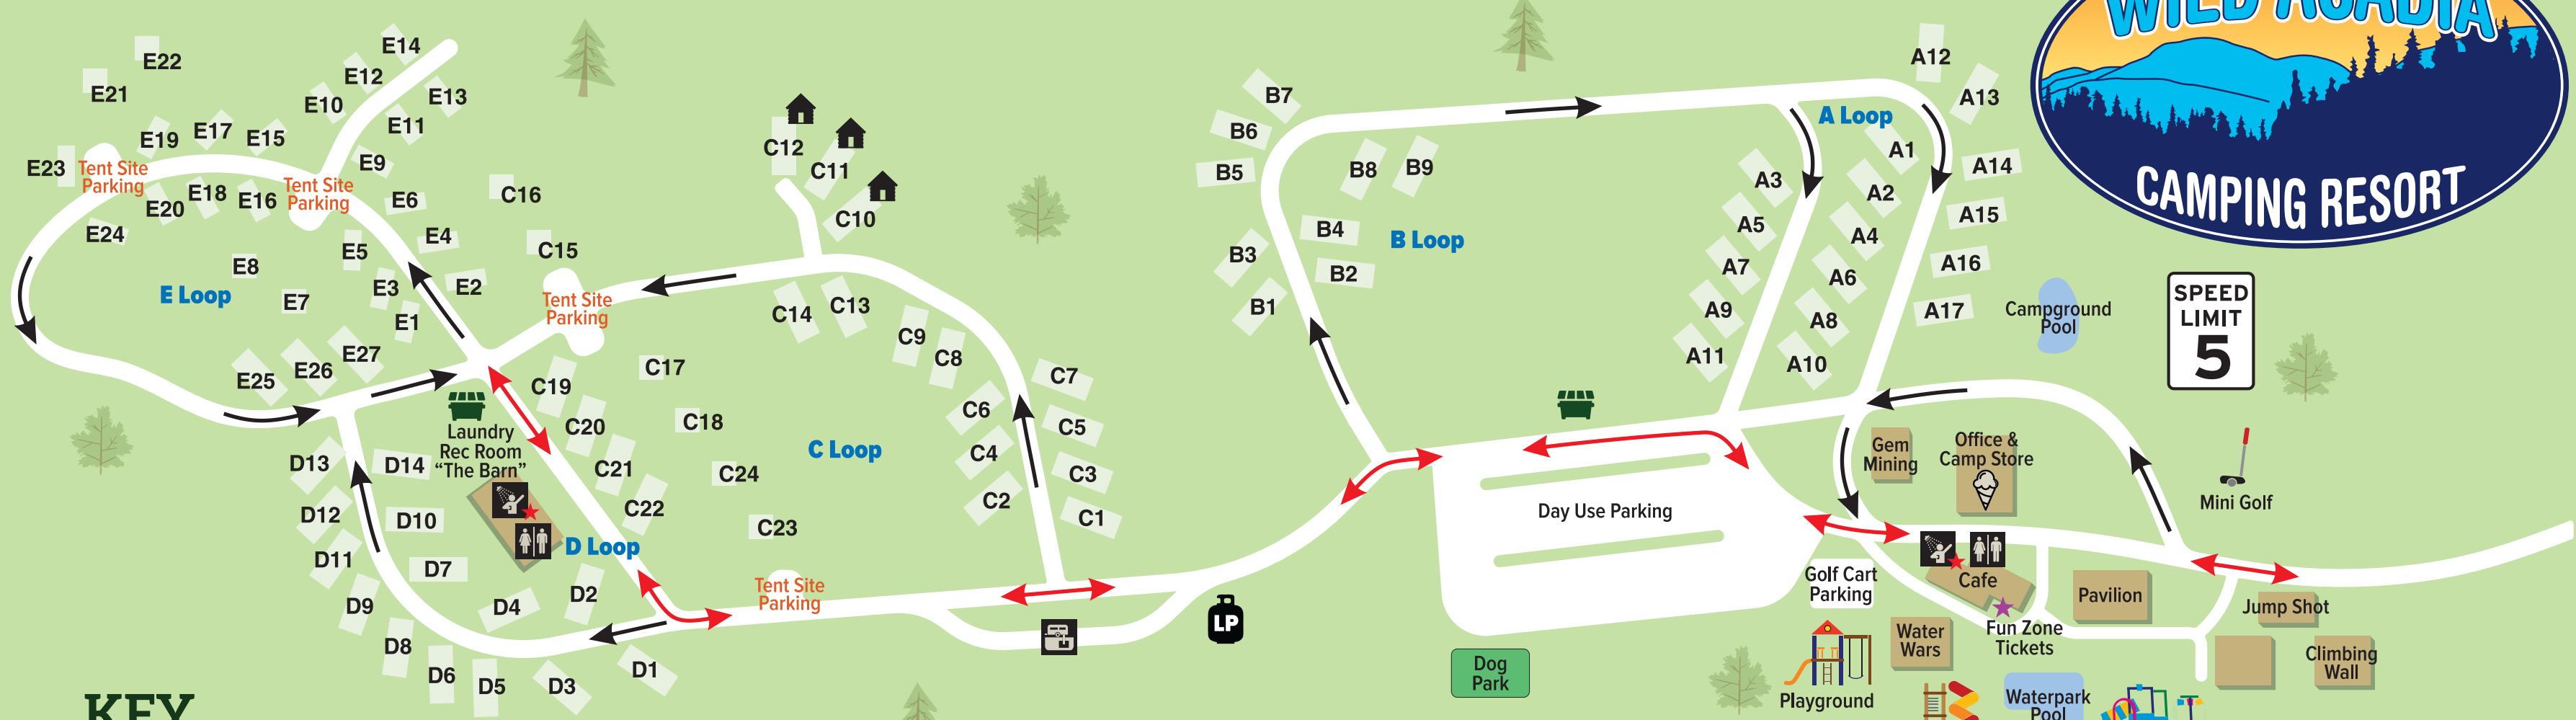 WILD ACADIA
CAMPING RESORT
SPEED
LIMIT
5
E Loop
E14
E22
E12
E21
E10
E13
E11
E19
E17
E15
E9
E23
Tent Site
Parking
Tent Site
Parking
E20
E18
E16
E6
E24
E4
E5
E8
E3
E2
E7
E1
E27
E26
E25
C Loop
C12
C11
C10
C16
C15
Tent Site
Parking
C14
C13
C9
C8
C7
C6
C5
C4
C3
C2
C1
C17
C18
C19
C20
C21
C22
C24
C23
Tent Site
Parking
Laundry
Rec Room
“The Barn”
D Loop
D13
D14
D12
D10
D11
D7
D9
D4
D2
D8
D6
D5
D3
D1
LP
B Loop
B7
B6
B5
B8
B9
B4
B3
B2
B1
A Loop
A12
A13
A1
A14
A3
A2
A15
A5
A4
A16
A7
A6
A17
A9
A8
A11
A10
Campground
Pool
Day Use Parking
Gem
Mining
Office &
Camp Store
Mini Golf
Golf Cart
Parking
Cafe
Pavilion
Jump Shot
Fun Zone
Tickets
Water
Wars
Climbing
Wall
Dog
Park
Playground
Waterpark
Pool
KEY